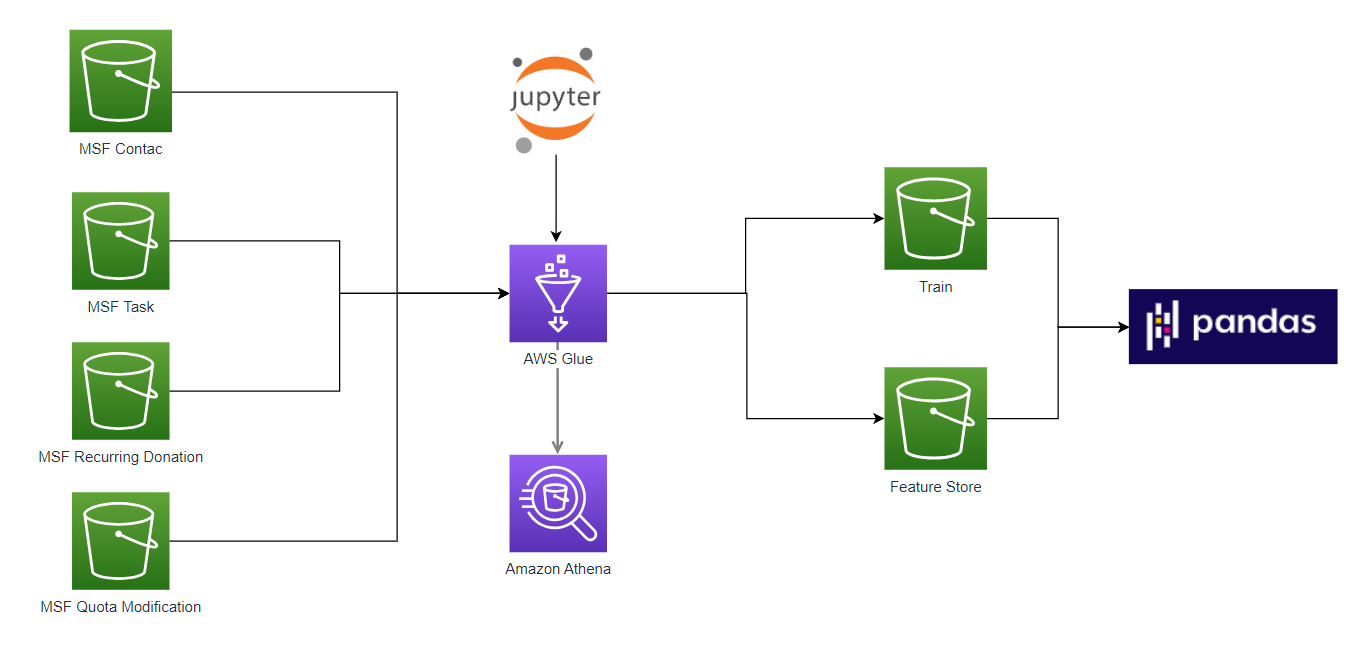 MSF Contac
MSF Task
MSF Recurring Donation
MSF Quota Modification
jupyter
AWS Glue
Amazon Athena
Train
Feature Store
pandas